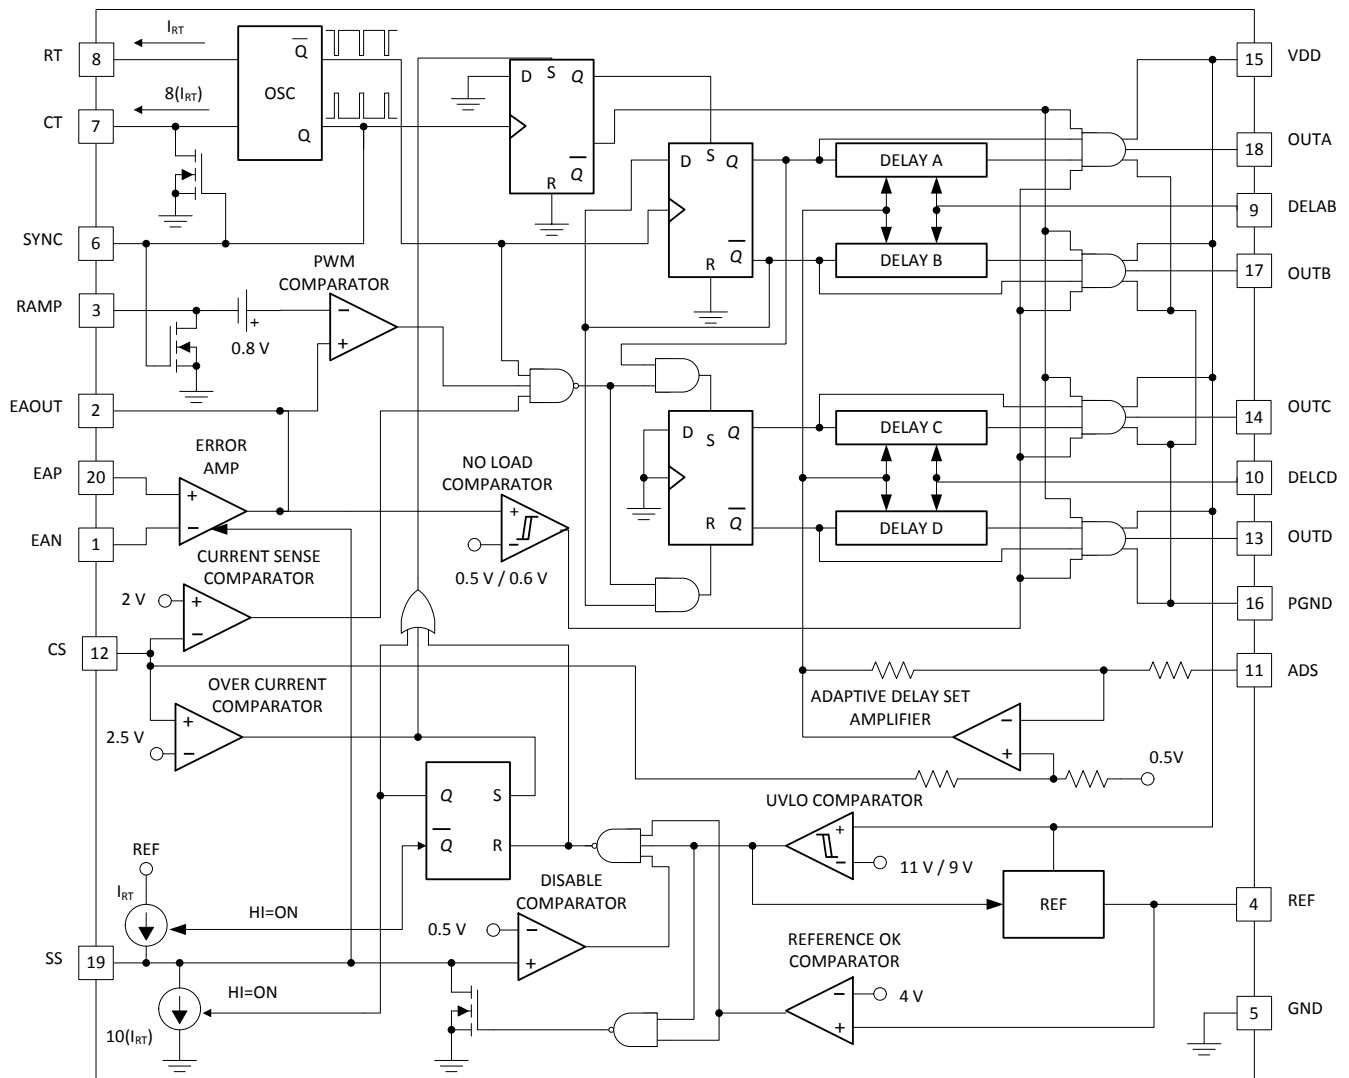 I_RT
RT 8
OSC
Q̅
8(I_RT)
CT 7
Q
D S Q
Q̅
R
15 VDD
DELAY A
18 OUTA
D S Q
9 DELAB
SYNC 6
Q̅
R
DELAY B
17 OUTB
PWM
COMPARATOR
RAMP 3
+
0.8 V
−
+
EAOUT 2
ERROR
AMP
D S Q
DELAY C
14 OUTC
EAP 20
+
−
NO LOAD
COMPARATOR
+
−
0.5 V / 0.6 V
10 DELCD
R Q̅
DELAY D
13 OUTD
EAN 1
CURRENT SENSE
COMPARATOR
2 V
+
−
16 PGND
CS 12
11 ADS
OVER CURRENT
COMPARATOR
+
2.5 V
−
ADAPTIVE DELAY SET
AMPLIFIER
−
+
0.5V
Q S
Q̅ R
UVLO COMPARATOR
+
−
11 V / 9 V
REF
I_RT
HI=ON
DISABLE
COMPARATOR
0.5 V
−
+
REF
4 REF
SS 19
HI=ON
10(I_RT)
REFERENCE OK
COMPARATOR
−
4 V
+
5 GND